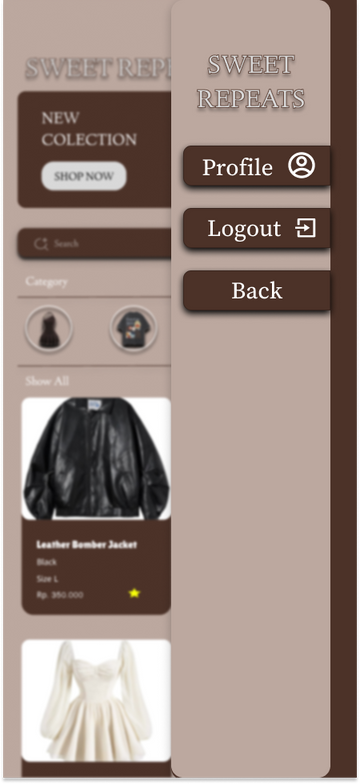 SWEET REPE
NEW
COLECTION
SHOP NOW
Search
Category
Show All
Leather Bomber Jacket
Black
Size L
Rp. 350.000
SWEET
REPEATS
Profile
Logout
Back